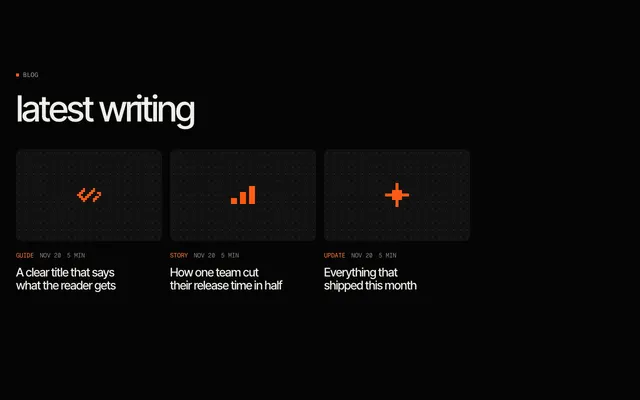 BLOG
latest writing
GUIDE NOV 20 5 MIN
A clear title that says
what the reader gets
STORY NOV 20 5 MIN
How one team cut
their release time in half
UPDATE NOV 20 5 MIN
Everything that
shipped this month